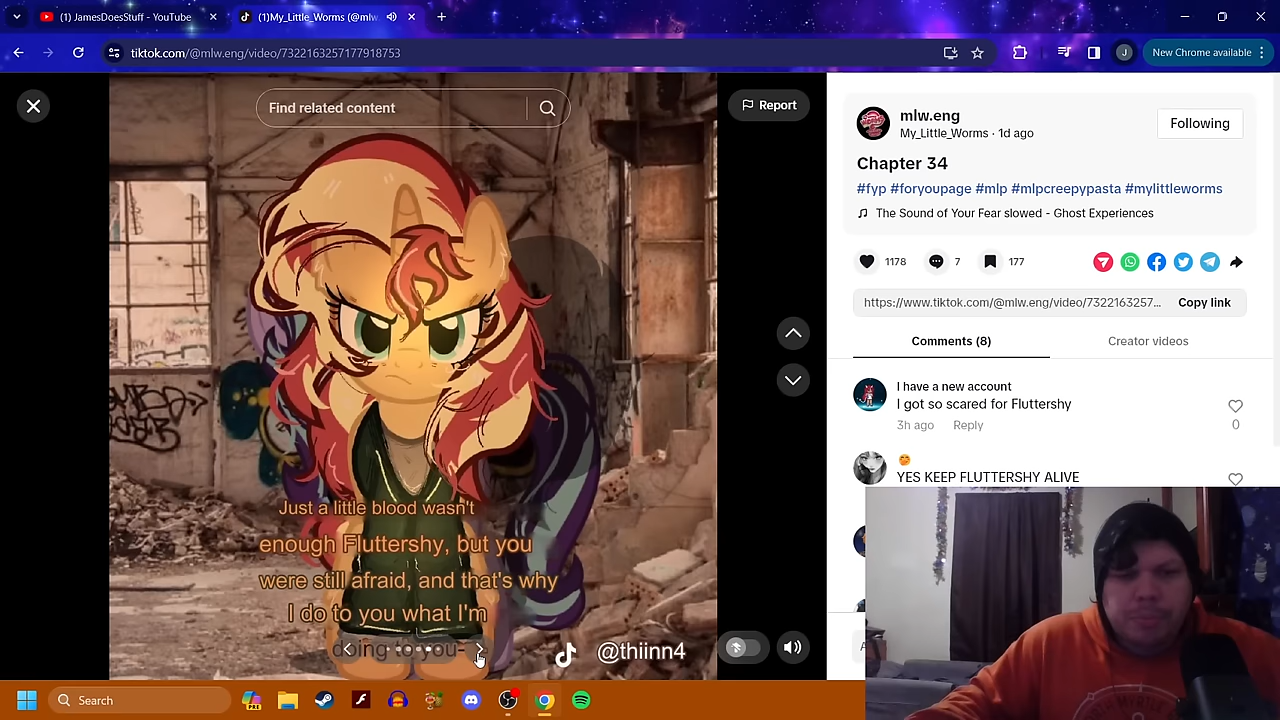 (1) JamesDoesStuff - YouTube
(1)My_Little_Worms (@mlw
tiktok.com/@mlw.eng/video/7322163257177918753
J
New Chrome available
Find related content
Report
mlw.eng
My_Little_Worms · 1d ago
Following
Chapter 34
#fyp #foryoupage #mlp #mlpcreepypasta #mylittleworms
The Sound of Your Fear slowed - Ghost Experiences
1178
7
177
https://www.tiktok.com/@mlw.eng/video/7322163257...
Copy link
Comments (8)
Creator videos
I have a new account
I got so scared for Fluttershy
3h ago
Reply
0
YES KEEP FLUTTERSHY ALIVE
Just a little blood wasn't
enough Fluttershy, but you
were still afraid, and that's why
I do to you what I'm
doing to you-
@thiinn4
Search
PRE